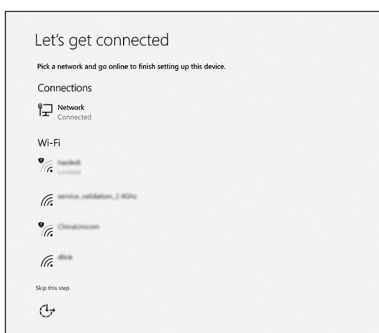 Let's get connected
Pick a network and go online to finish setting up this device.
Connections
Network
Connected
Wi-Fi
Limited
service_validation_2.4Ghz
ChinaUnicom
dlink
Skip this step